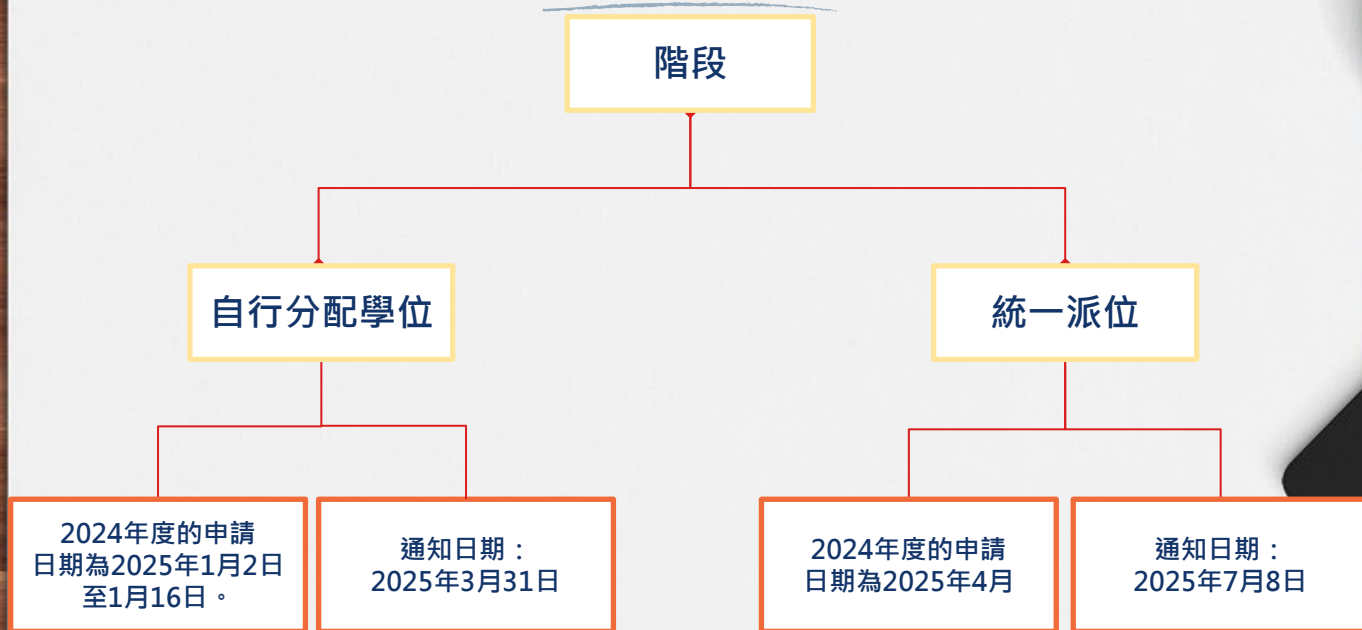 階段
自行分配學位
統一派位
2024年度的申請
日期為2025年1月2日
至1月16日。
通知日期：
2025年3月31日
2024年度的申請
日期為2025年4月
通知日期：
2025年7月8日